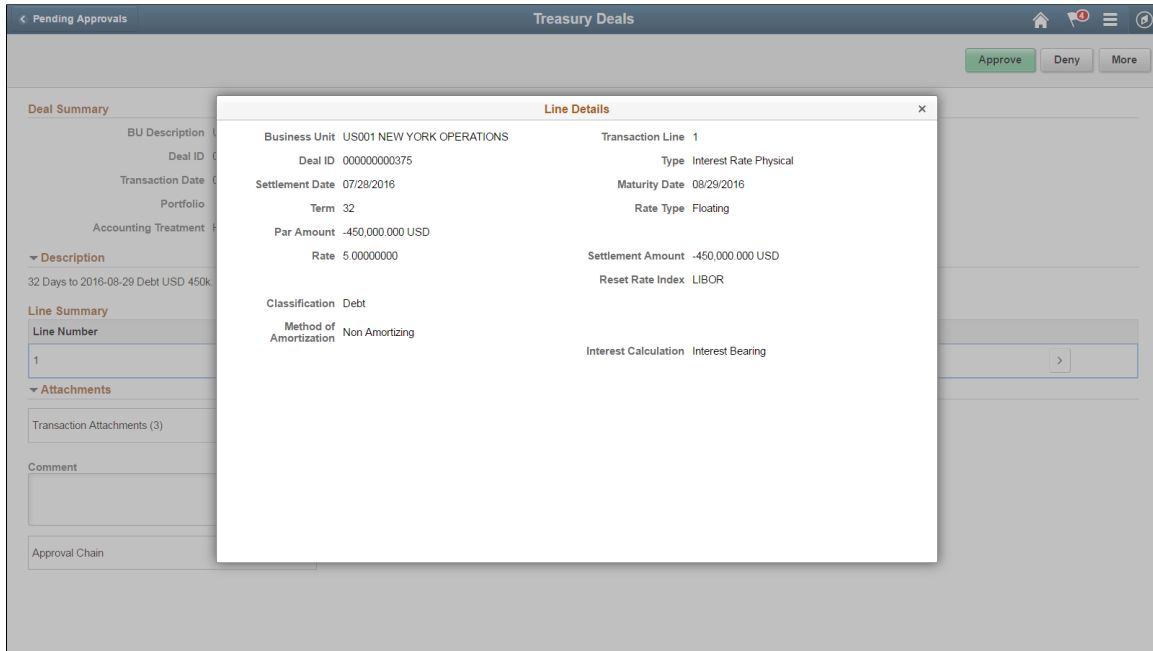 Pending Approvals
Treasury Deals
4
Approve Deny More
Deal Summary
BU Description
Deal ID
Transaction Date
Portfolio
Accounting Treatment
Description
32 Days to 2016-08-29 Debt USD 450k
Line Summary
Line Number
1
Attachments
Transaction Attachments (3)
Comment
Approval Chain
Line Details
Business Unit US001 NEW YORK OPERATIONS Transaction Line 1
Deal ID 000000000375 Type Interest Rate Physical
Settlement Date 07/28/2016 Maturity Date 08/29/2016
Term 32 Rate Type Floating
Par Amount -450,000.000 USD
Rate 5.00000000 Settlement Amount -450,000.000 USD
Reset Rate Index LIBOR
Classification Debt
Method of
Amortization Non Amortizing
Interest Calculation Interest Bearing